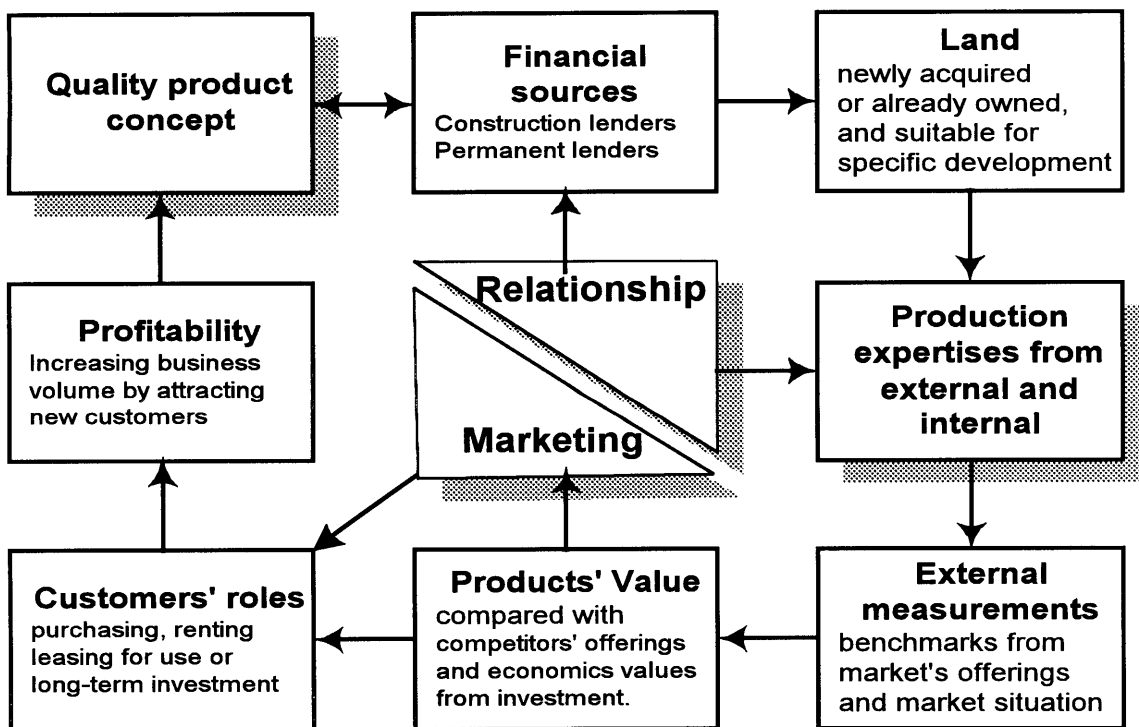 Quality product
concept
Financial
sources
Construction lenders
Permanent lenders
Land
newly acquired
or already owned,
and suitable for
specific development
Profitability
Increasing business
volume by attracting
new customers
Relationship
Marketing
Production
expertises from
external and
internal
Customers' roles
purchasing, renting
leasing for use or
long-term investment
Products' Value
compared with
competitors' offerings
and economics values
from investment.
External
measurements
benchmarks from
market's offerings
and market situation